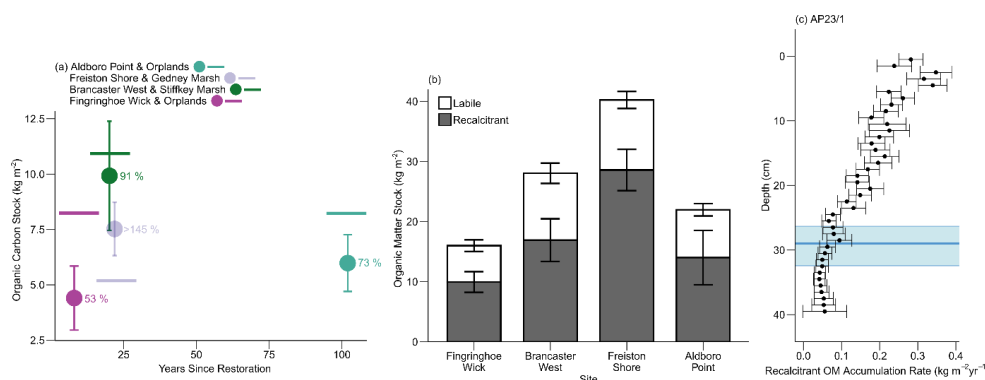 (a) Aldboro Point & Orplands
Freiston Shore & Gedney Marsh
Brancaster West & Stiffkey Marsh
Fingringhoe Wick & Orplands
12.5
10.0
7.5
5.0
2.5
Organic Carbon Stock (kg m⁻²)
91 %
>145 %
53 %
73 %
25
50
75
100
Years Since Restoration
(b)
Labile
Recalcitrant
40
30
20
10
0
Organic Matter Stock (kg m⁻²)
Fingringhoe
Wick
Brancaster
West
Freiston
Shore
Aldboro
Point
Site
(c) AP23/1
0
10
20
30
40
Depth (cm)
0.0
0.1
0.2
0.3
0.4
Recalcitrant OM Accumulation Rate (kg m⁻²yr⁻¹